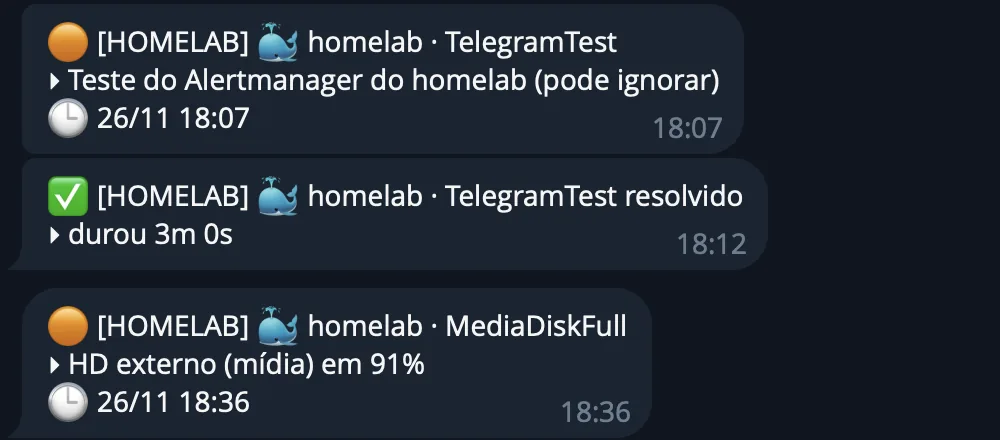 🟠 [HOMELAB] 🐳 homelab · TelegramTest
▸ Teste do Alertmanager do homelab (pode ignorar)
🕒 26/11 18:07
18:07
✅ [HOMELAB] 🐳 homelab · TelegramTest resolvido
▸ durou 3m 0s
18:12
🟠 [HOMELAB] 🐳 homelab · MediaDiskFull
▸ HD externo (mídia) em 91%
🕒 26/11 18:36
18:36